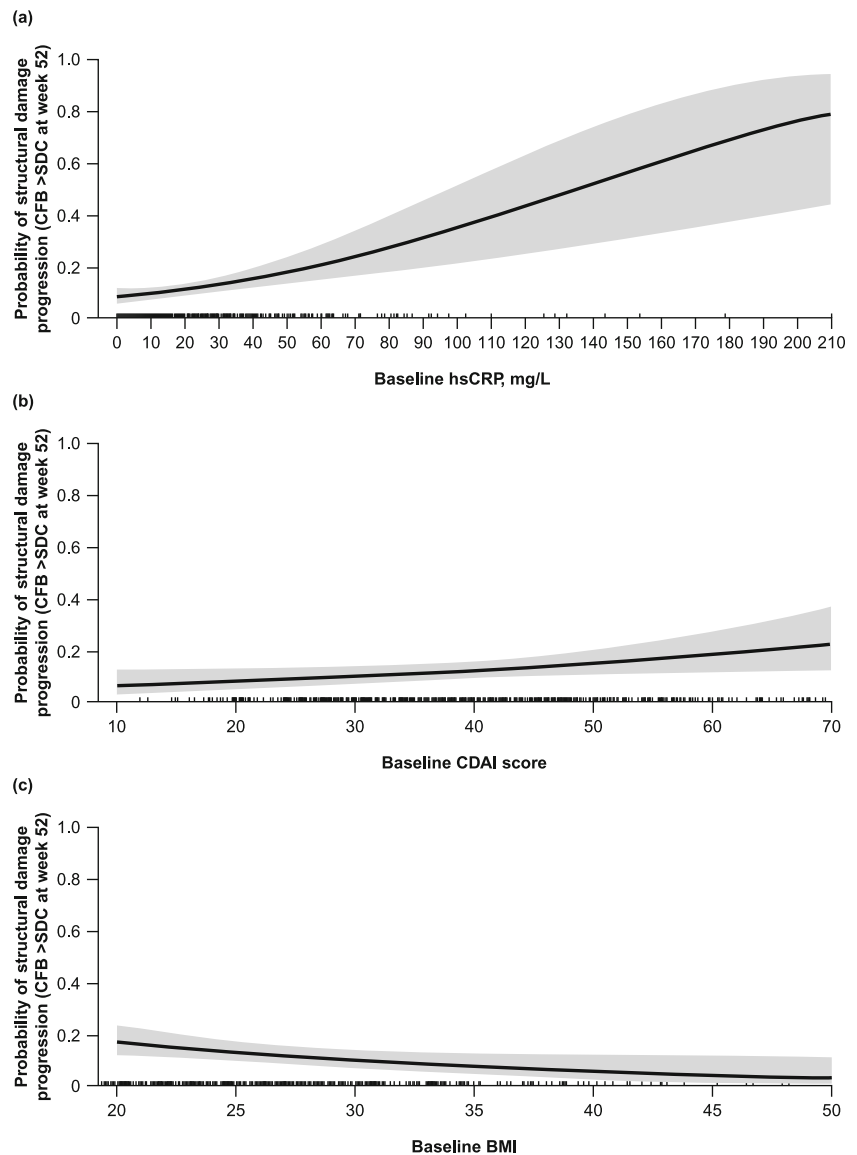 (a)
Probability of structural damage
progression (CFB >SDC at week 52)
1.0
0.8
0.6
0.4
0.2
0
0 10 20 30 40 50 60 70 80 90 100 110 120 130 140 150 160 170 180 190 200 210
Baseline hsCRP, mg/L
(b)
Probability of structural damage
progression (CFB >SDC at week 52)
1.0
0.8
0.6
0.4
0.2
0
10 20 30 40 50 60 70
Baseline CDAI score
(c)
Probability of structural damage
progression (CFB >SDC at week 52)
1.0
0.8
0.6
0.4
0.2
0
20 25 30 35 40 45 50
Baseline BMI